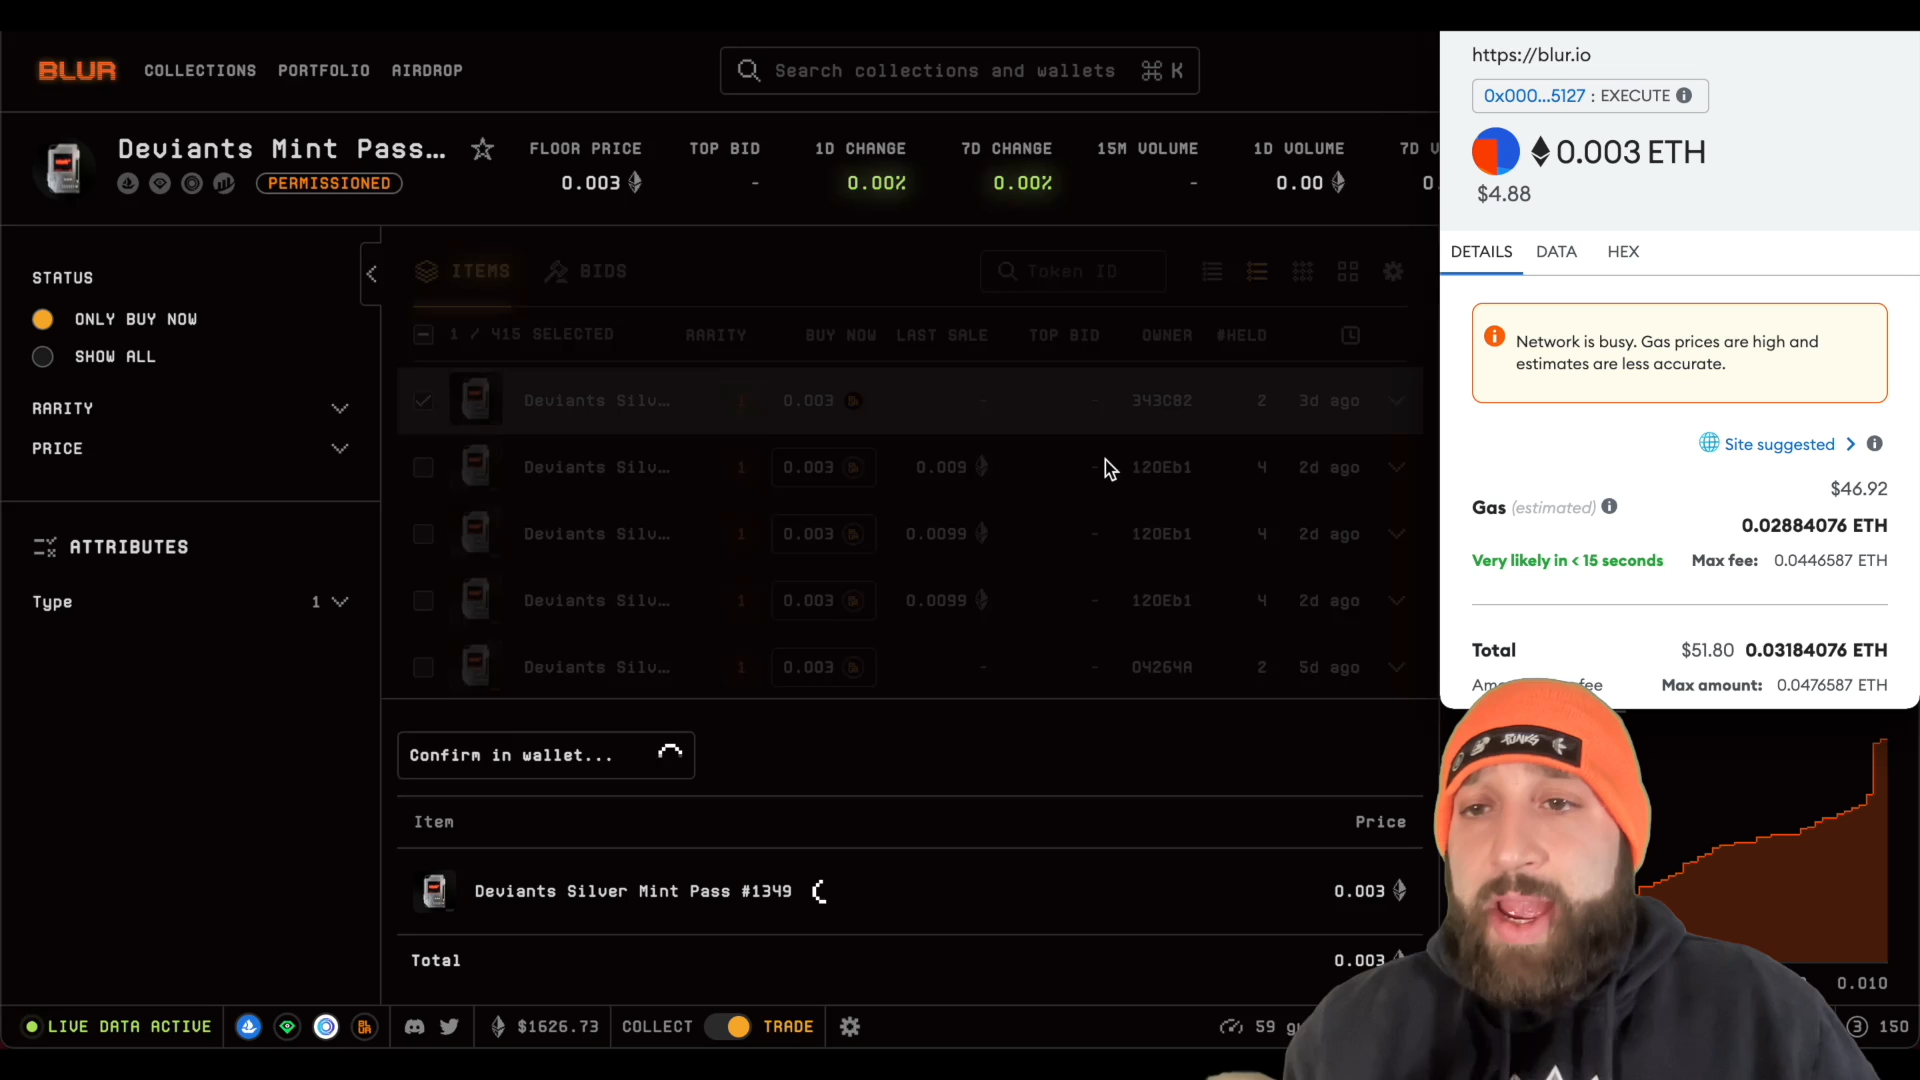 BLUR COLLECTIONS PORTFOLIO AIRDROP
Search collections and wallets ⌘ K
Deviants Mint Pass...
PERMISSIONED
FLOOR PRICE TOP BID 1D CHANGE 7D CHANGE 15M VOLUME 1D VOLUME 7D V
0.003 - 0.00% 0.00% - 0.00 0.
STATUS
ONLY BUY NOW
SHOW ALL
RARITY
PRICE
ATTRIBUTES
Type 1
ITEMS BIDS Token ID
1 / 415 SELECTED RARITY BUY NOW LAST SALE TOP BID OWNER #HELD
Deviants Silv... 1 0.003 - - 343C82 2 3d ago
Deviants Silv... 1 0.003 0.009 - 120Eb1 4 2d ago
Deviants Silv... 1 0.003 0.0099 - 120Eb1 4 2d ago
Deviants Silv... 1 0.003 0.0099 - 120Eb1 4 2d ago
Deviants Silv... 1 0.003 - - 04264A 2 5d ago
Confirm in wallet...
Item Price
Deviants Silver Mint Pass #1349 0.003
Total 0.003
https://blur.io
0x000...5127 : EXECUTE
0.003 ETH
$4.88
DETAILS DATA HEX
Network is busy. Gas prices are high and
estimates are less accurate.
Site suggested >
$46.92
Gas (estimated) 0.02884076 ETH
Very likely in < 15 seconds Max fee: 0.0446587 ETH
Total $51.80 0.03184076 ETH
Am fee Max amount: 0.0476587 ETH
PUNKS
0.010
LIVE DATA ACTIVE
$1626.73 COLLECT TRADE
59 g
3 150